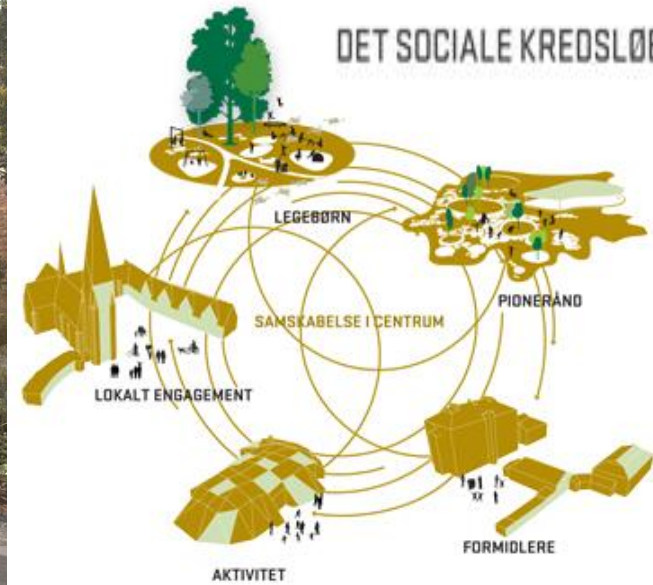 DET SOCIALE KREDSLØB
LEGEBØRN
PIONERÅND
SAMSKABELSE I CENTRUM
LOKALT ENGAGEMENT
FORMIDLERE
AKTIVITET